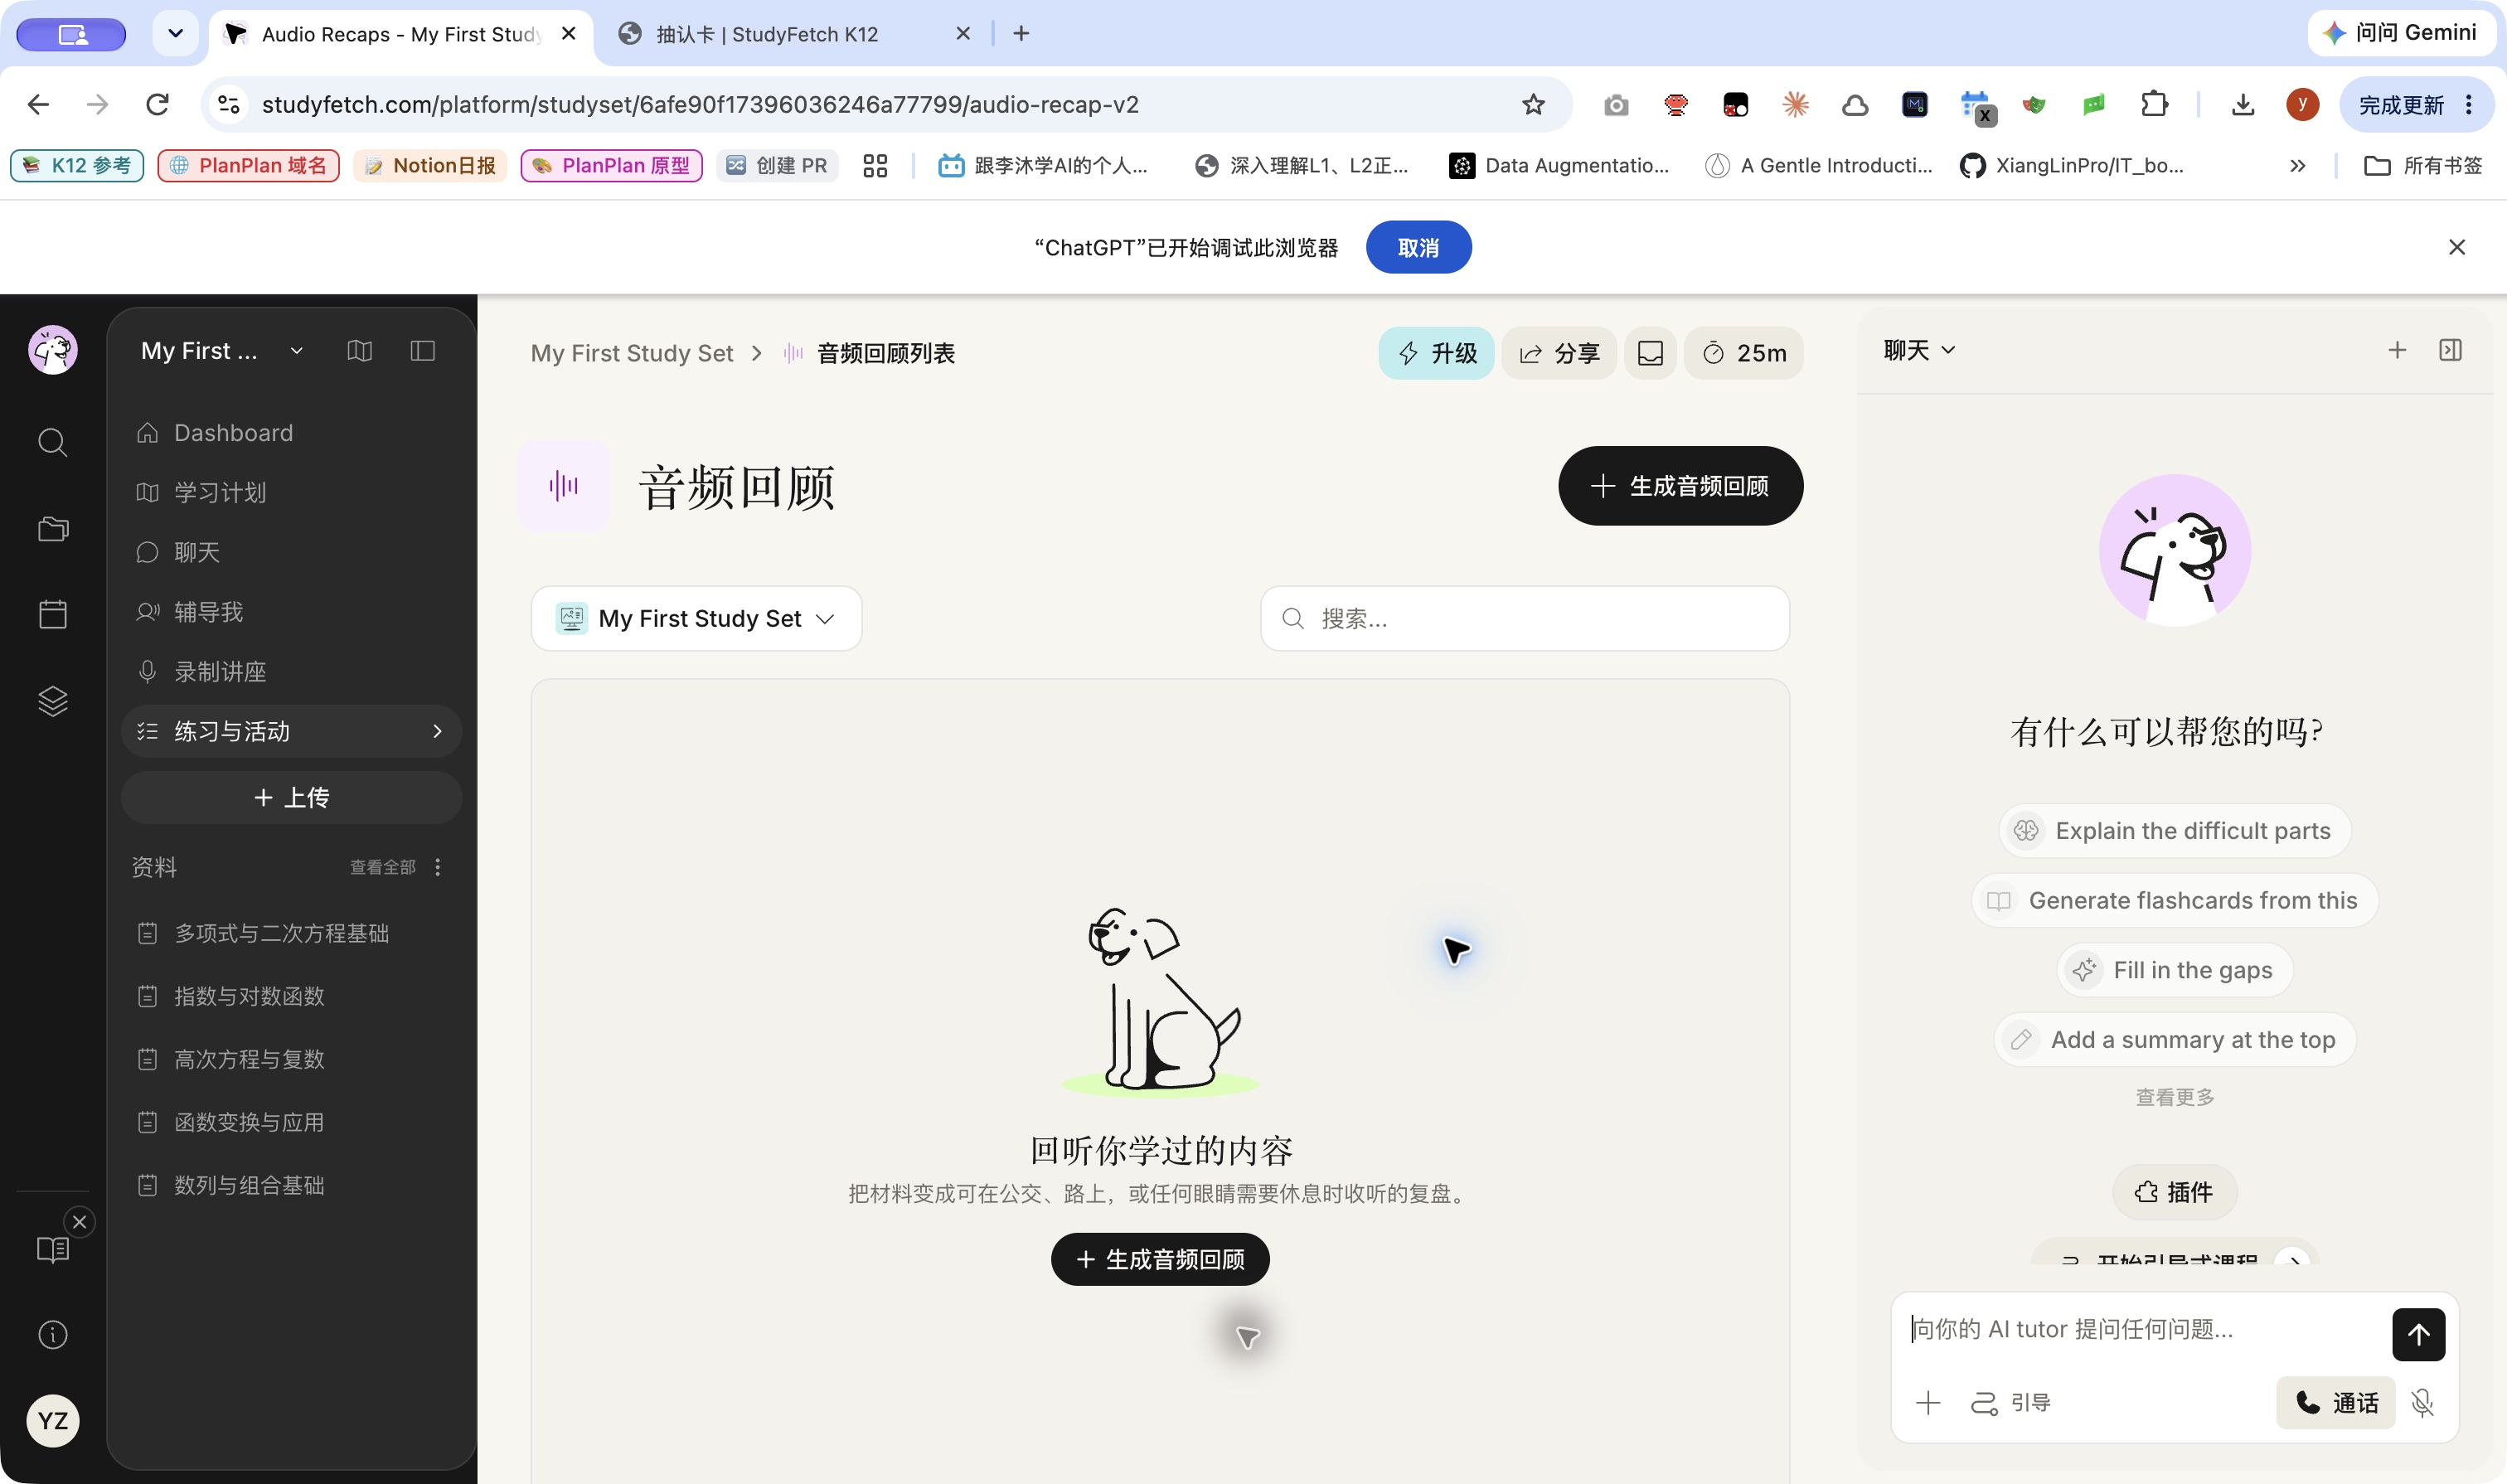 Audio Recaps - My First Study
抽认卡 | StudyFetch K12
问问 Gemini
studyfetch.com/platform/studyset/6afe90f17396036246a77799/audio-recap-v2
X
y
完成更新
K12 参考
PlanPlan 域名
Notion日报
PlanPlan 原型
创建 PR
跟李沐学AI的个人...
深入理解L1、L2正...
Data Augmentatio...
A Gentle Introducti...
XiangLinPro/IT_bo...
所有书签
“ChatGPT”已开始调试此浏览器
取消
My First ...
Dashboard
学习计划
聊天
辅导我
录制讲座
练习与活动
上传
资料
查看全部
多项式与二次方程基础
指数与对数函数
高次方程与复数
函数变换与应用
数列与组合基础
YZ
My First Study Set
音频回顾列表
升级
分享
25m
音频回顾
生成音频回顾
My First Study Set
搜索...
回听你学过的内容
把材料变成可在公交、路上，或任何眼睛需要休息时收听的复盘。
生成音频回顾
聊天
有什么可以帮您的吗?
Explain the difficult parts
Generate flashcards from this
Fill in the gaps
Add a summary at the top
查看更多
插件
开始引导式课程
向你的 AI tutor 提问任何问题...
引导
通话